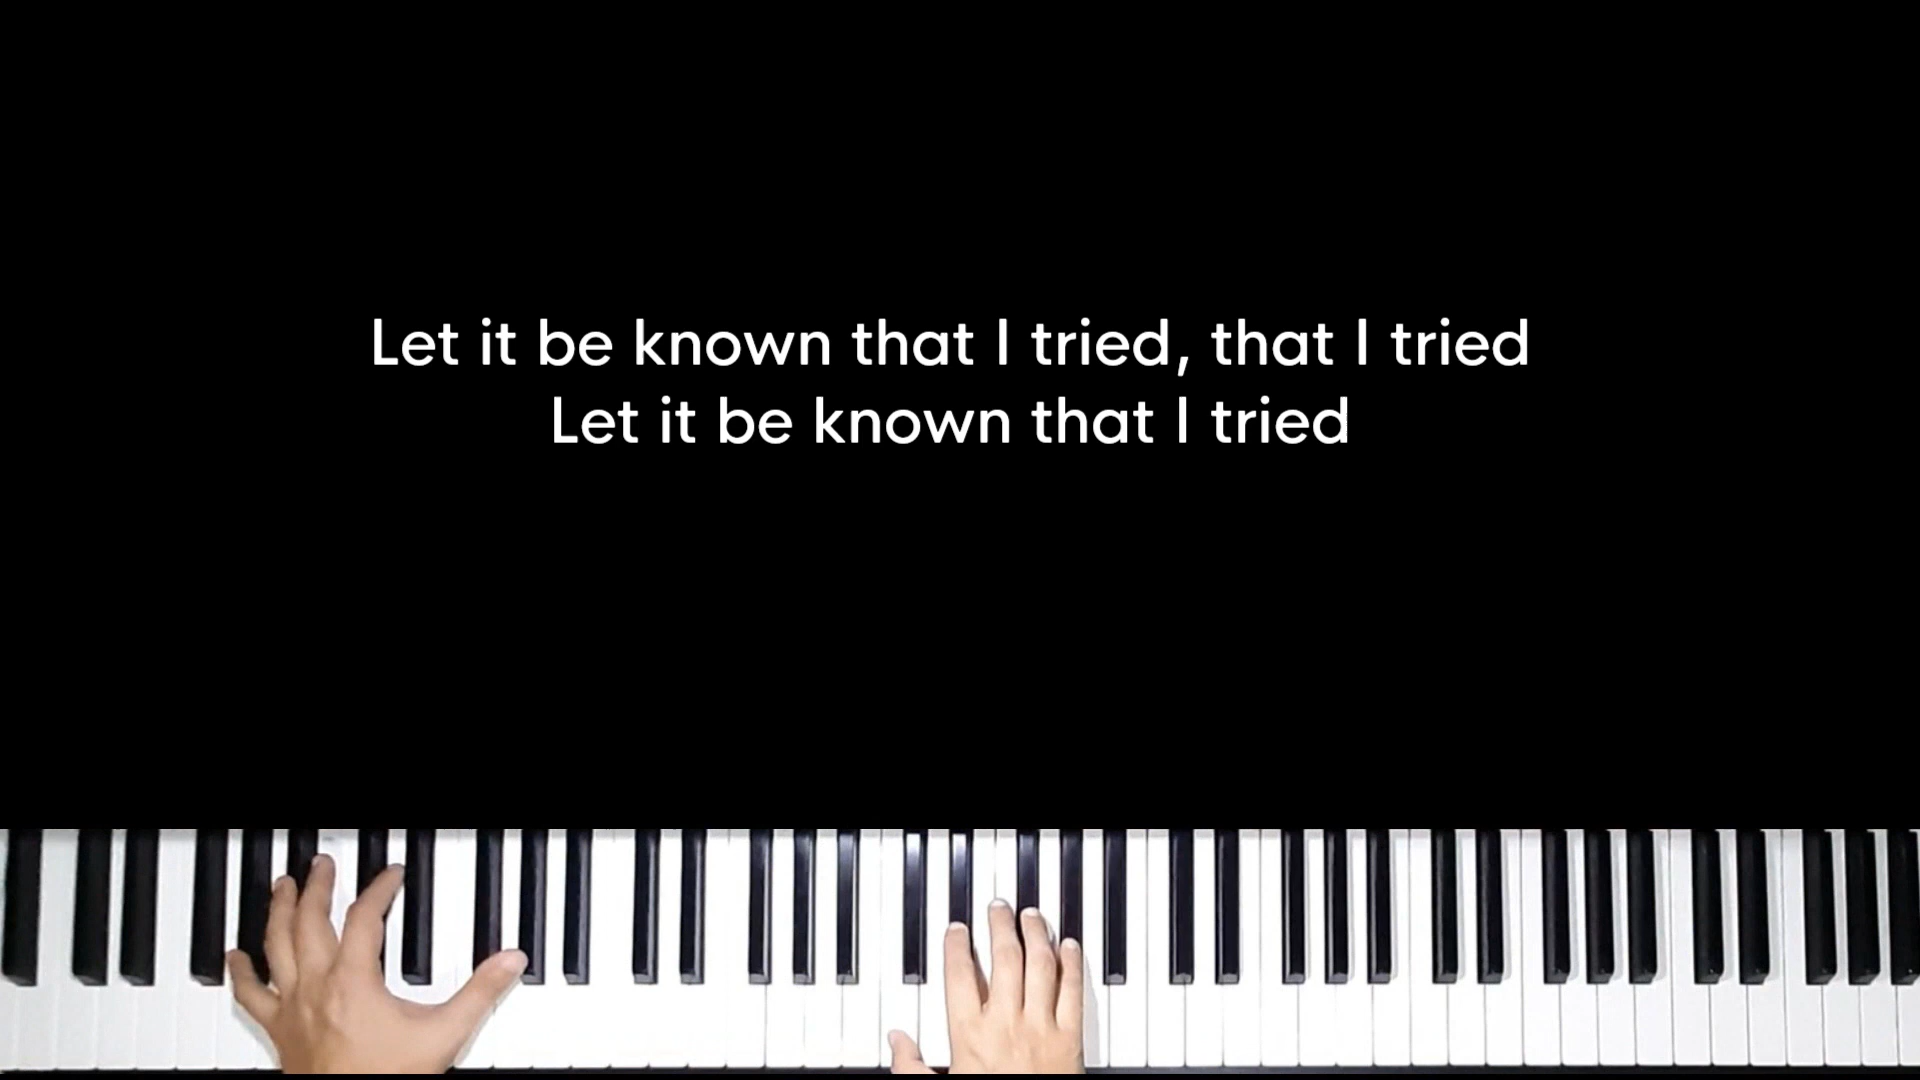 Let it be known that I tried, that I tried
Let it be known that I tried